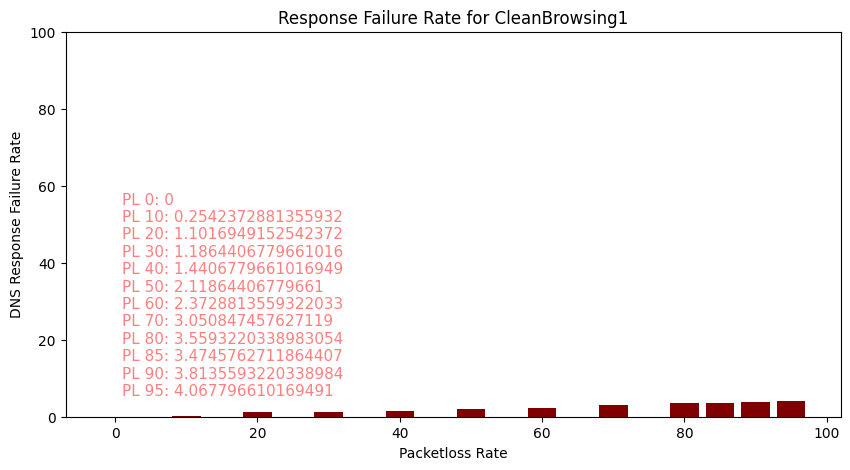 Response Failure Rate for CleanBrowsing1
100
80
60
40
20
0
DNS Response Failure Rate
PL 0: 0
PL 10: 0.2542372881355932
PL 20: 1.1016949152542372
PL 30: 1.1864406779661016
PL 40: 1.4406779661016949
PL 50: 2.11864406779661
PL 60: 2.3728813559322033
PL 70: 3.050847457627119
PL 80: 3.5593220338983054
PL 85: 3.4745762711864407
PL 90: 3.8135593220338984
PL 95: 4.067796610169491
0 20 40 60 80 100
Packetloss Rate